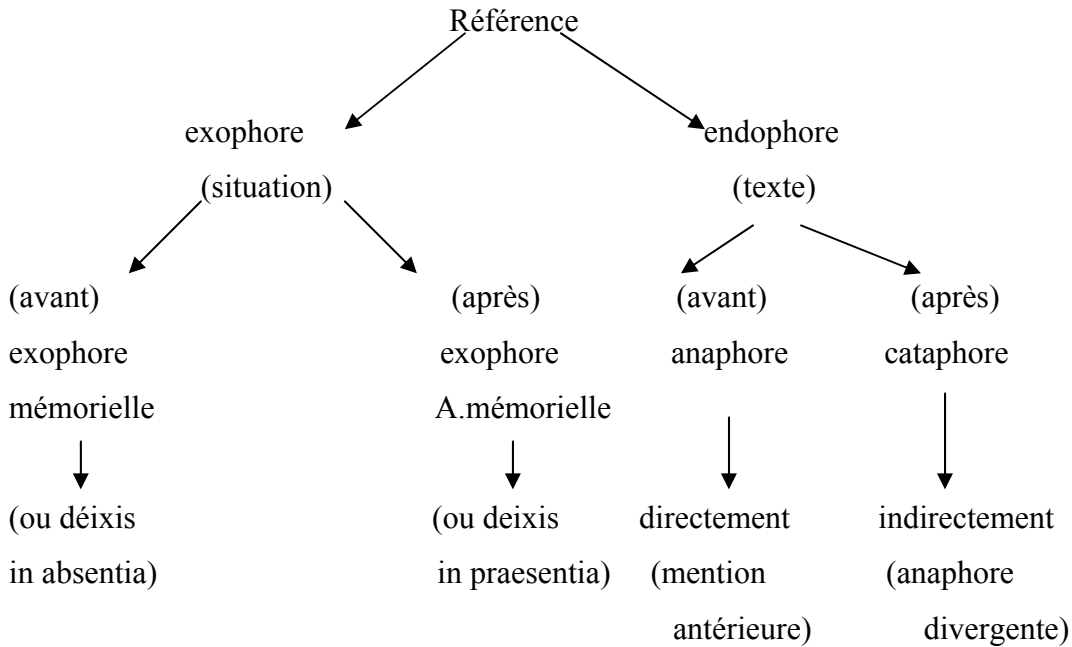 Référence
exophore endophore
(situation) (texte)
(avant) (après) (avant) (après)
exophore exophore anaphore cataphore
mémorielle A.mémorielle
(ou déixis (ou deixis directement indirectement
in absentia) in praesentia) (mention (anaphore
antérieure) divergente)